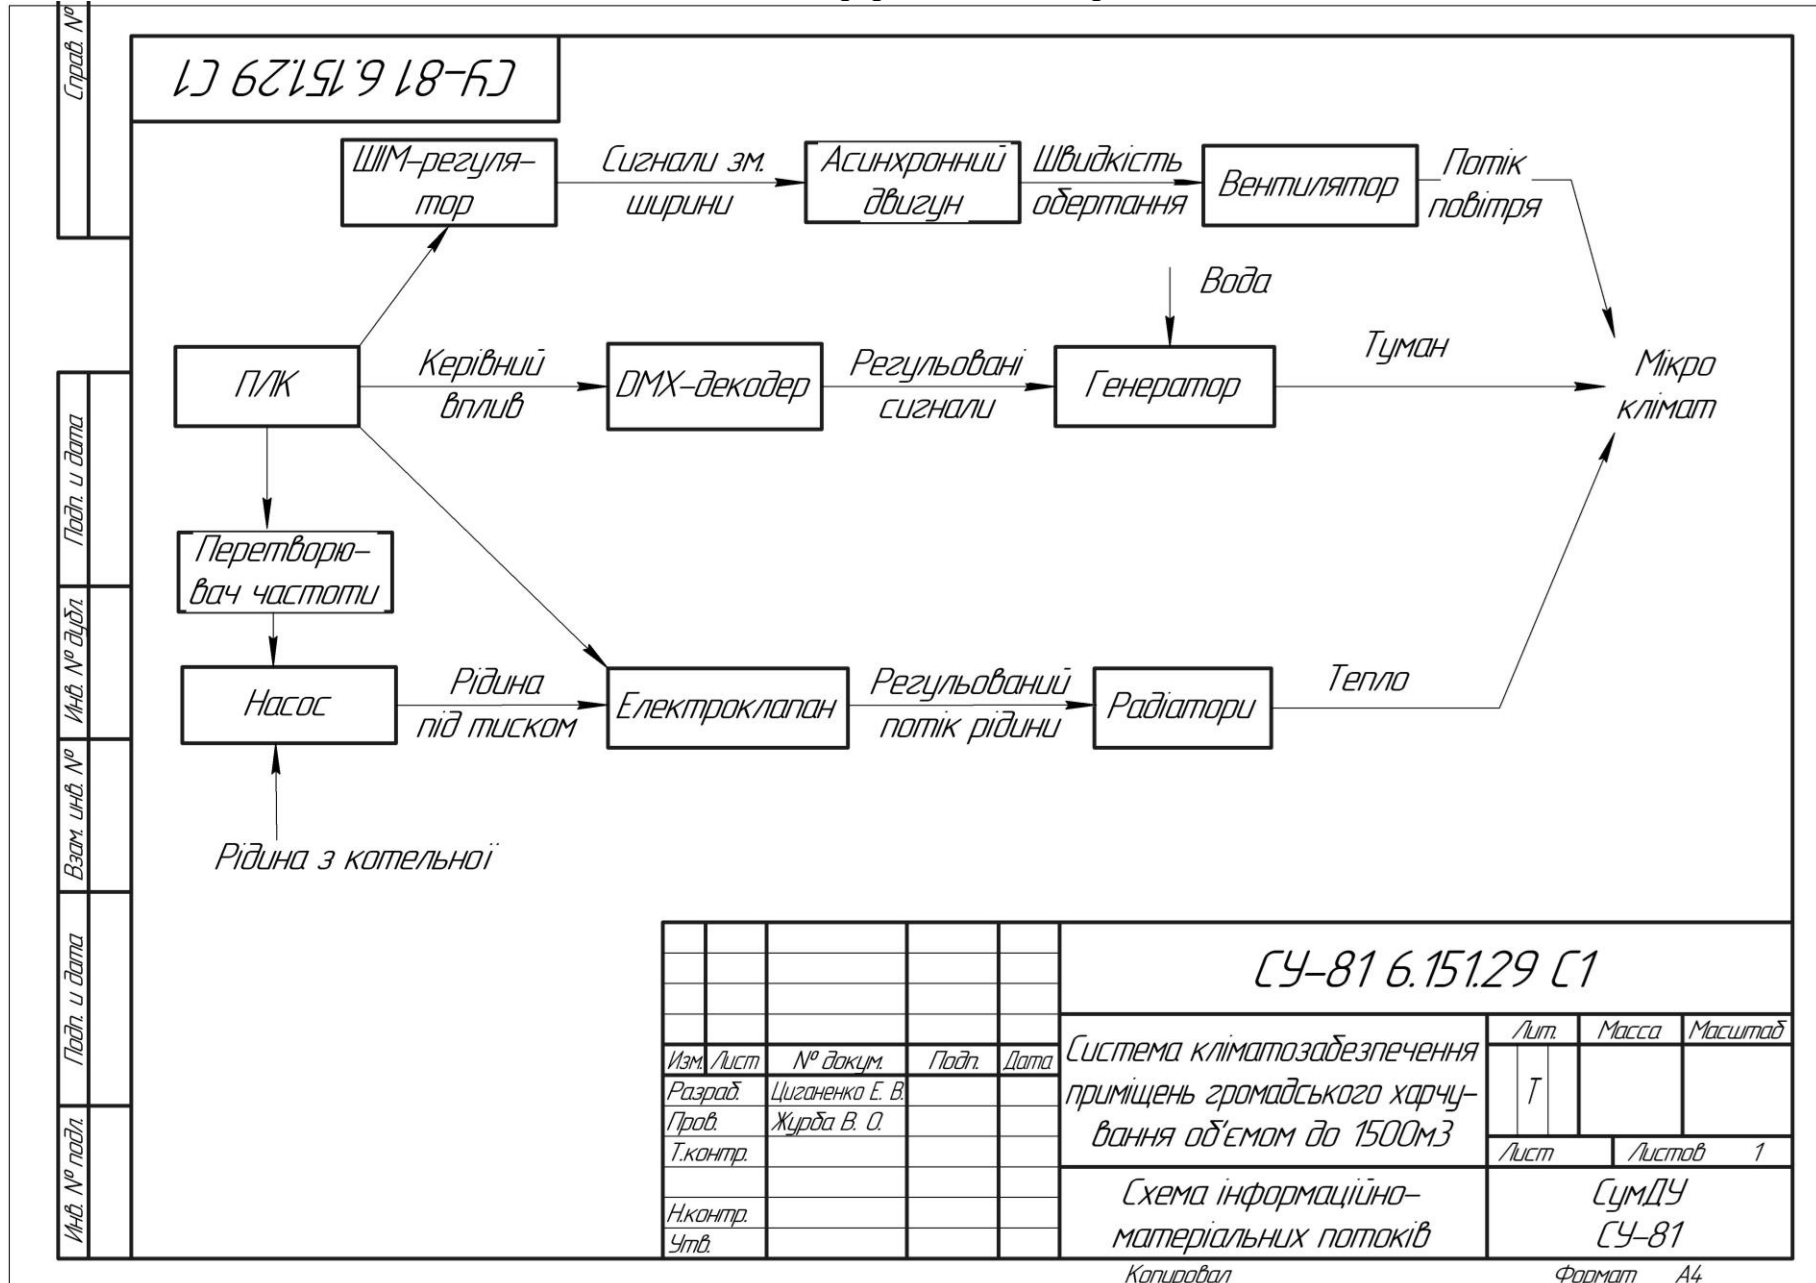 СУ-81 6.151.29 С1
ШІМ-регуля-
тор
Сигнали зм.
ширини
Асинхронний
двигун
Швидкість
обертання
Вентилятор
Потік
повітря
Вода
ПЛК
Керівний
вплив
DMX-декодер
Регульовані
сигнали
Генератор
Туман
Мікро
клімат
Перетворю-
вач частоти
Насос
Рідина
під тиском
Електроклапан
Регульований
потік рідини
Радіатори
Тепло
Рідина з котельної
Справ. №
Подп. и дата
Инв. № дубл.
Взам. инв. №
Подп. и дата
Инв. № подл.
СУ-81 6.151.29 С1
Изм. Лист № докум. Подп. Дата
Разраб. Циганенко Е. В.
Пров. Журба В. О.
Т.контр.
Н.контр.
Утв.
Система кліматозабезпечення
приміщень громадського харчу-
вання об'ємом до 1500м3
Лит. Масса Масштаб
Т
Лист Листов 1
Схема інформаційно-
матеріальних потоків
СумДУ
СУ-81
Копировал Формат А4